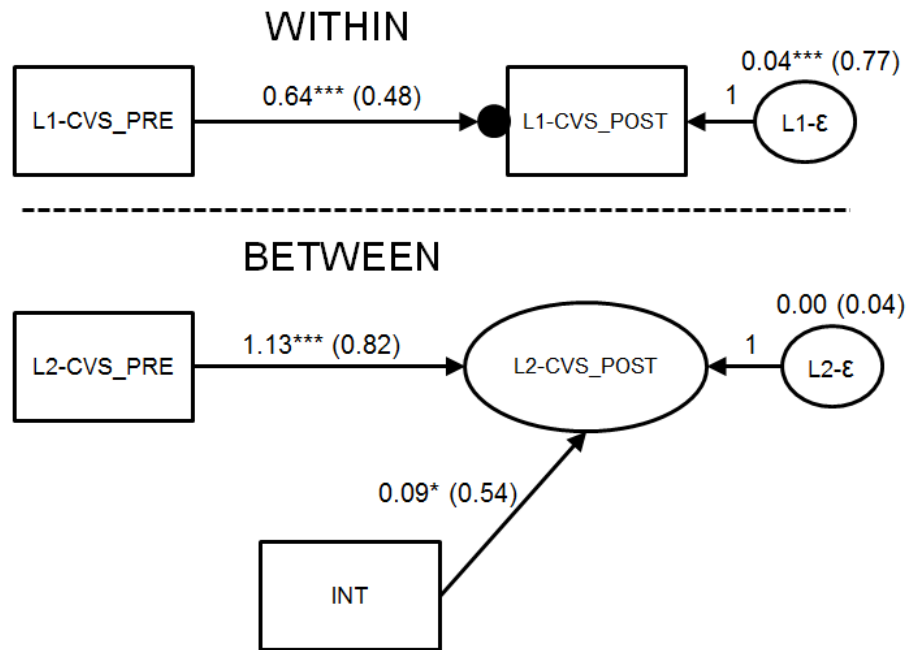 WITHIN
0.04*** (0.77)
L1-CVS_PRE
0.64*** (0.48)
L1-CVS_POST
1
L1-ε
BETWEEN
0.00 (0.04)
L2-CVS_PRE
1.13*** (0.82)
L2-CVS_POST
1
L2-ε
0.09* (0.54)
INT